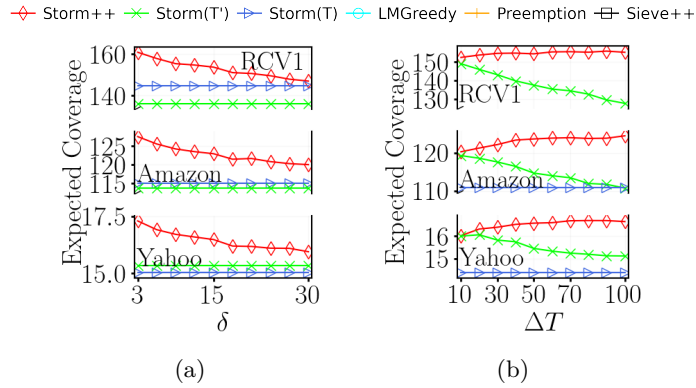 Storm++ Storm(T') Storm(T) LMGreedy Preemption Sieve++
Expected Coverage
160
140
RCV1
125
120
115
Amazon
17.5
15.0
Yahoo
3 15 30
δ
(a)
Expected Coverage
150
140
130
RCV1
120
110
Amazon
16
15
Yahoo
10 30 50 70 100
ΔT
(b)